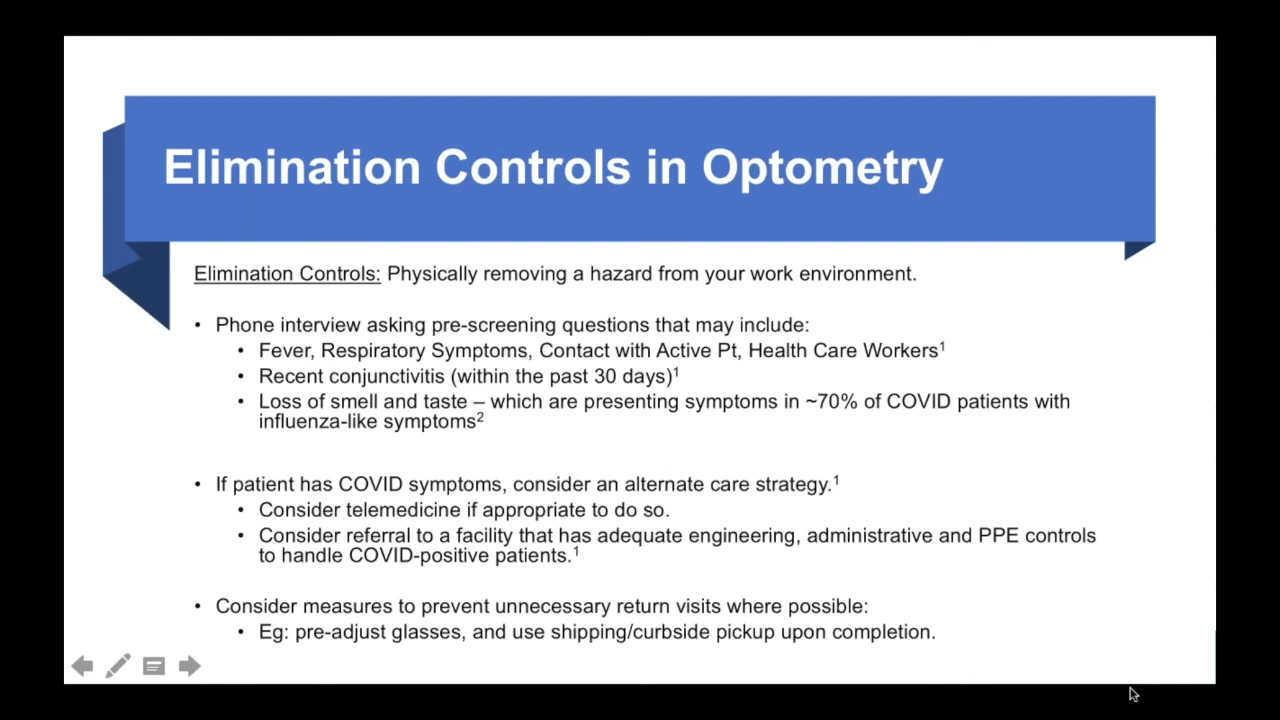 Elimination Controls in Optometry
Elimination Controls: Physically removing a hazard from your work environment.
• Phone interview asking pre-screening questions that may include:
• Fever, Respiratory Symptoms, Contact with Active Pt, Health Care Workers¹
• Recent conjunctivitis (within the past 30 days)¹
• Loss of smell and taste – which are presenting symptoms in ~70% of COVID patients with
influenza-like symptoms²
• If patient has COVID symptoms, consider an alternate care strategy.¹
• Consider telemedicine if appropriate to do so.
• Consider referral to a facility that has adequate engineering, administrative and PPE controls
to handle COVID-positive patients.¹
• Consider measures to prevent unnecessary return visits where possible:
• Eg: pre-adjust glasses, and use shipping/curbside pickup upon completion.